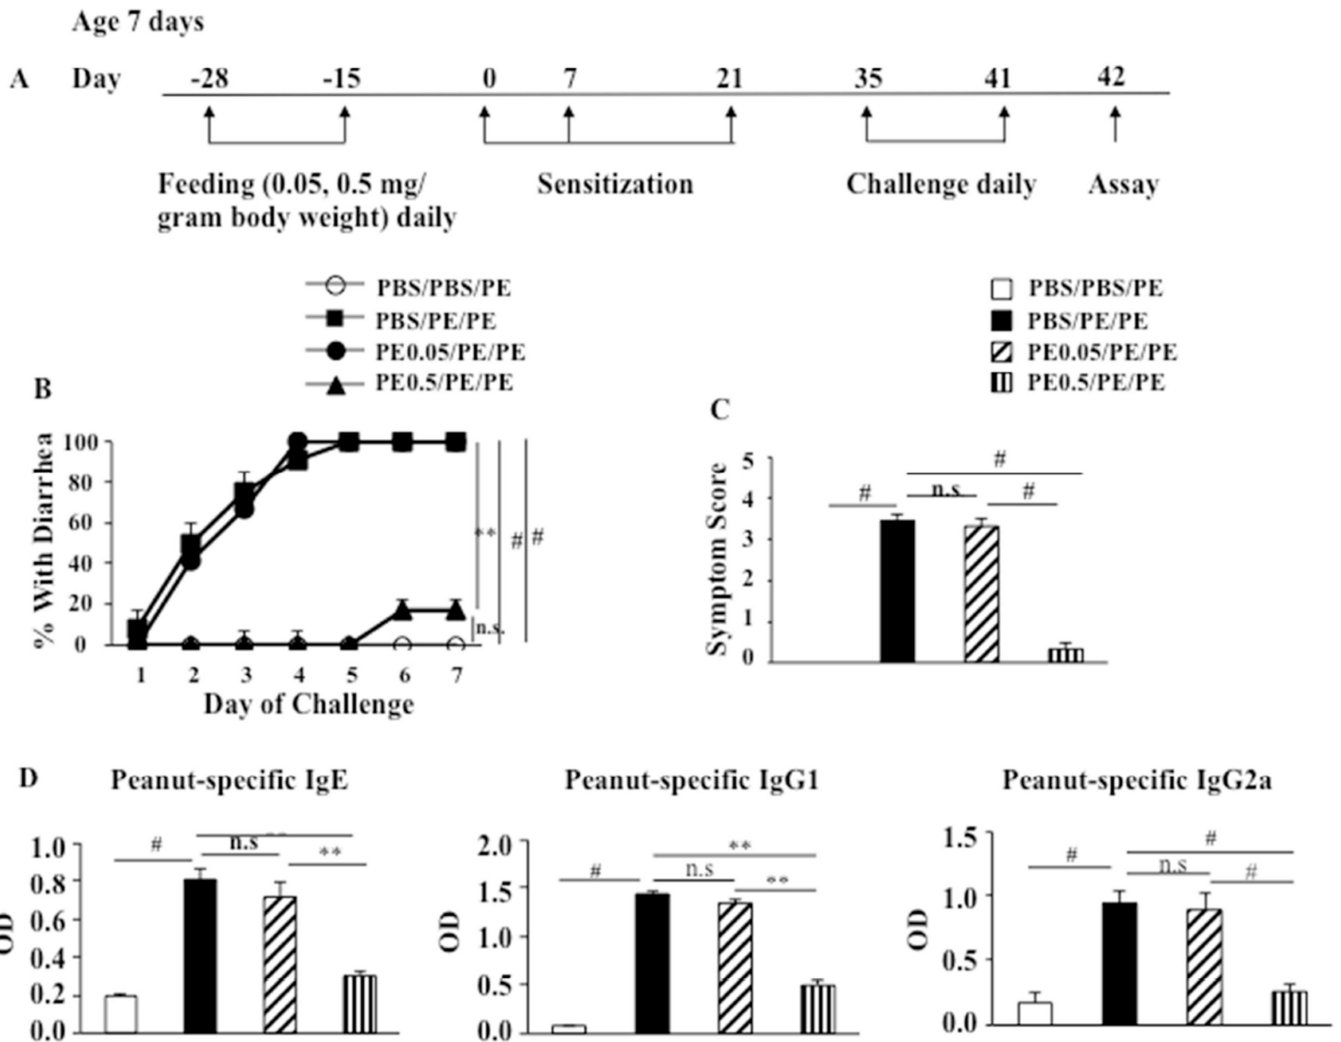 Age 7 days
A Day -28 -15 0 7 21 35 41 42
Feeding (0.05, 0.5 mg/
gram body weight) daily
Sensitization
Challenge daily
Assay
PBS/PBS/PE
PBS/PE/PE
PE0.05/PE/PE
PE0.5/PE/PE
B
% With Diarrhea
100
80
60
40
20
0
** # #
n.s.
1 2 3 4 5 6 7
Day of Challenge
PBS/PBS/PE
PBS/PE/PE
PE0.05/PE/PE
PE0.5/PE/PE
C
Symptom Score
5
4
3
2
1
0
#
# n.s #
D
Peanut-specific IgE
OD
1.0
0.8
0.6
0.4
0.2
0.0
# n.s **
Peanut-specific IgG1
OD
2.0
1.5
1.0
0.5
0.0
**
# n.s **
Peanut-specific IgG2a
OD
1.5
1.0
0.5
0.0
#
# n.s #